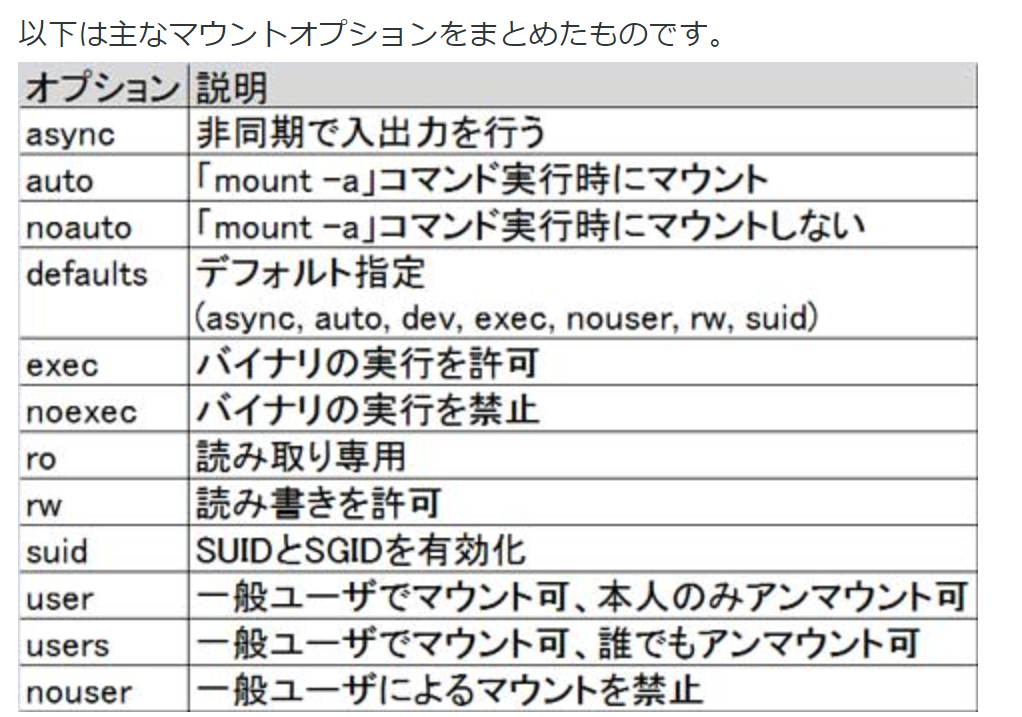 以下は主なマウントオプションをまとめたものです。
オプション 説明
async 非同期で入出力を行う
auto 「mount -a」コマンド実行時にマウント
noauto 「mount -a」コマンド実行時にマウントしない
defaults デフォルト指定
(async, auto, dev, exec, nouser, rw, suid)
exec バイナリの実行を許可
noexec バイナリの実行を禁止
ro 読み取り専用
rw 読み書きを許可
suid SUIDとSGIDを有効化
user 一般ユーザでマウント可、本人のみアンマウント可
users 一般ユーザでマウント可、誰でもアンマウント可
nouser 一般ユーザによるマウントを禁止